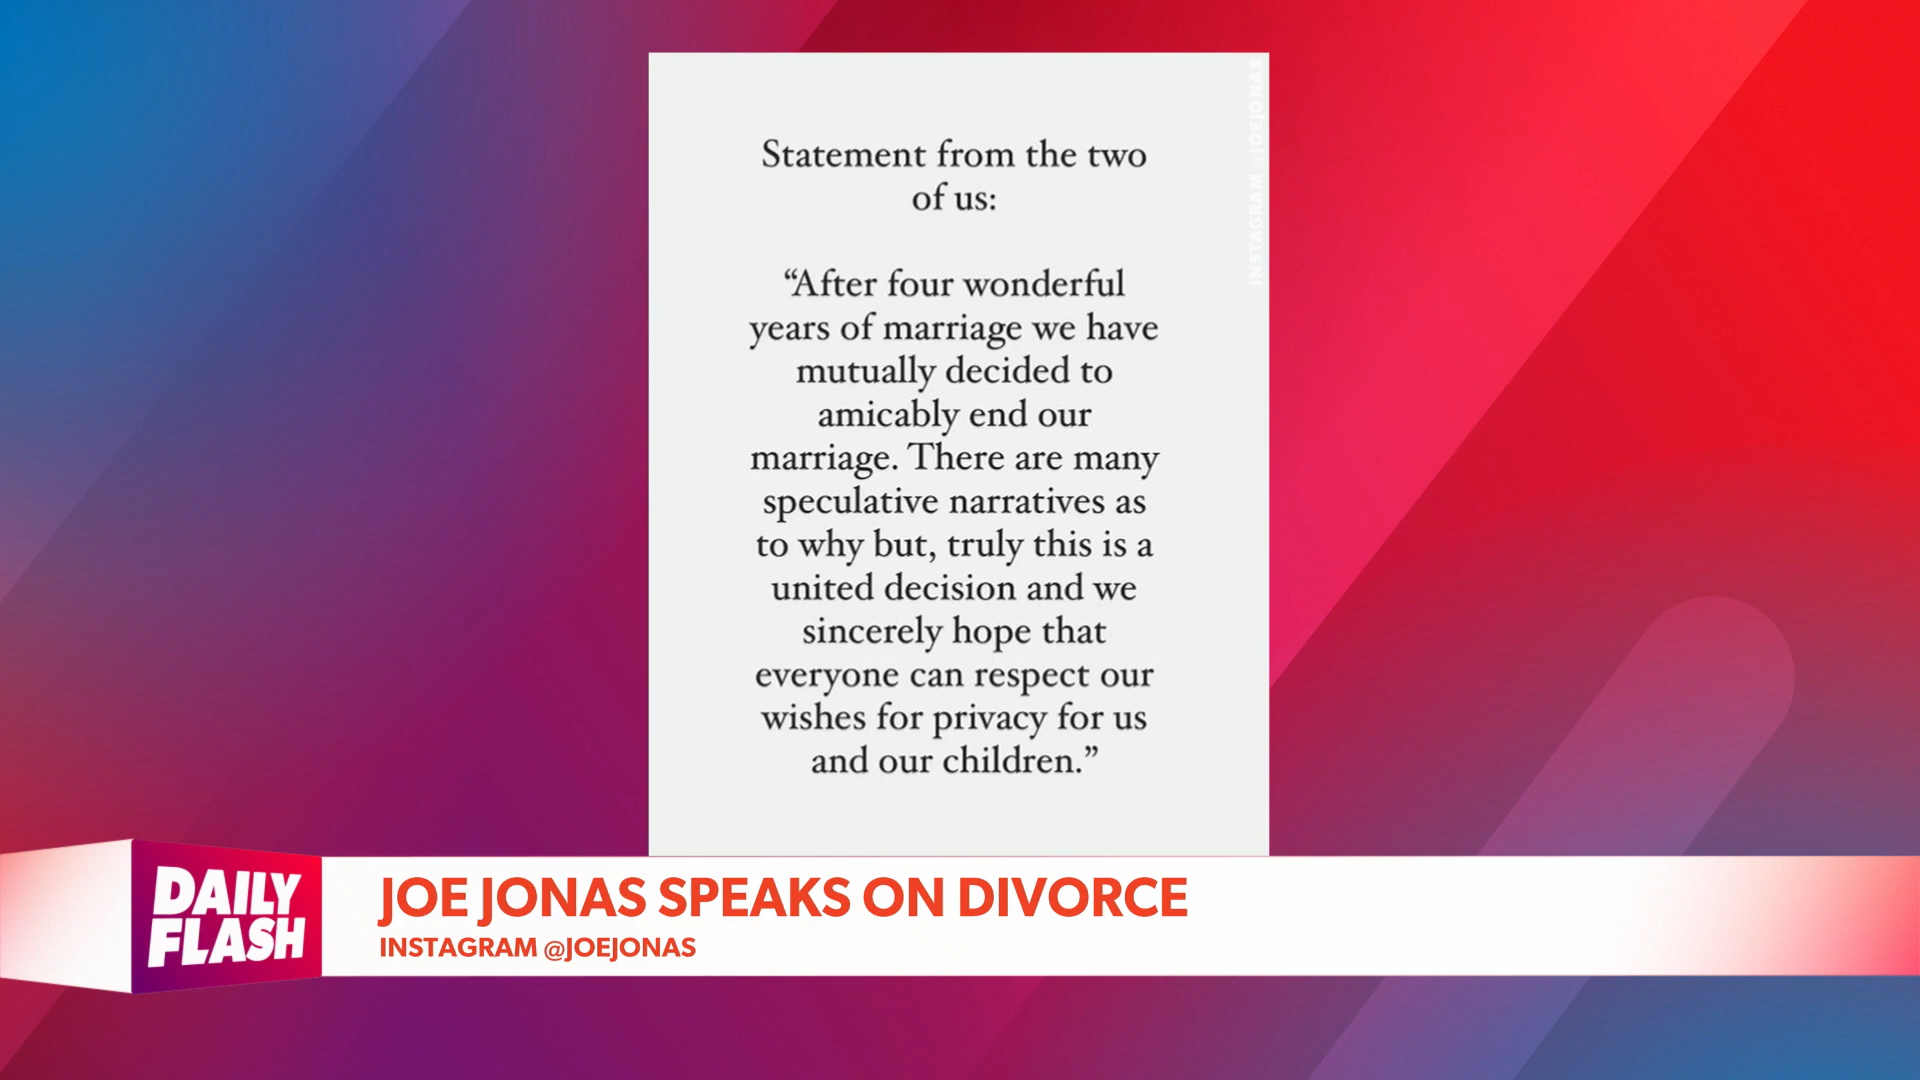 Statement from the two
of us:
“After four wonderful
years of marriage we have
mutually decided to
amicably end our
marriage. There are many
speculative narratives as
to why but, truly this is a
united decision and we
sincerely hope that
everyone can respect our
wishes for privacy for us
and our children.”
INSTAGRAM @JOEJONAS
DAILY
FLASH
JOE JONAS SPEAKS ON DIVORCE
INSTAGRAM @JOEJONAS